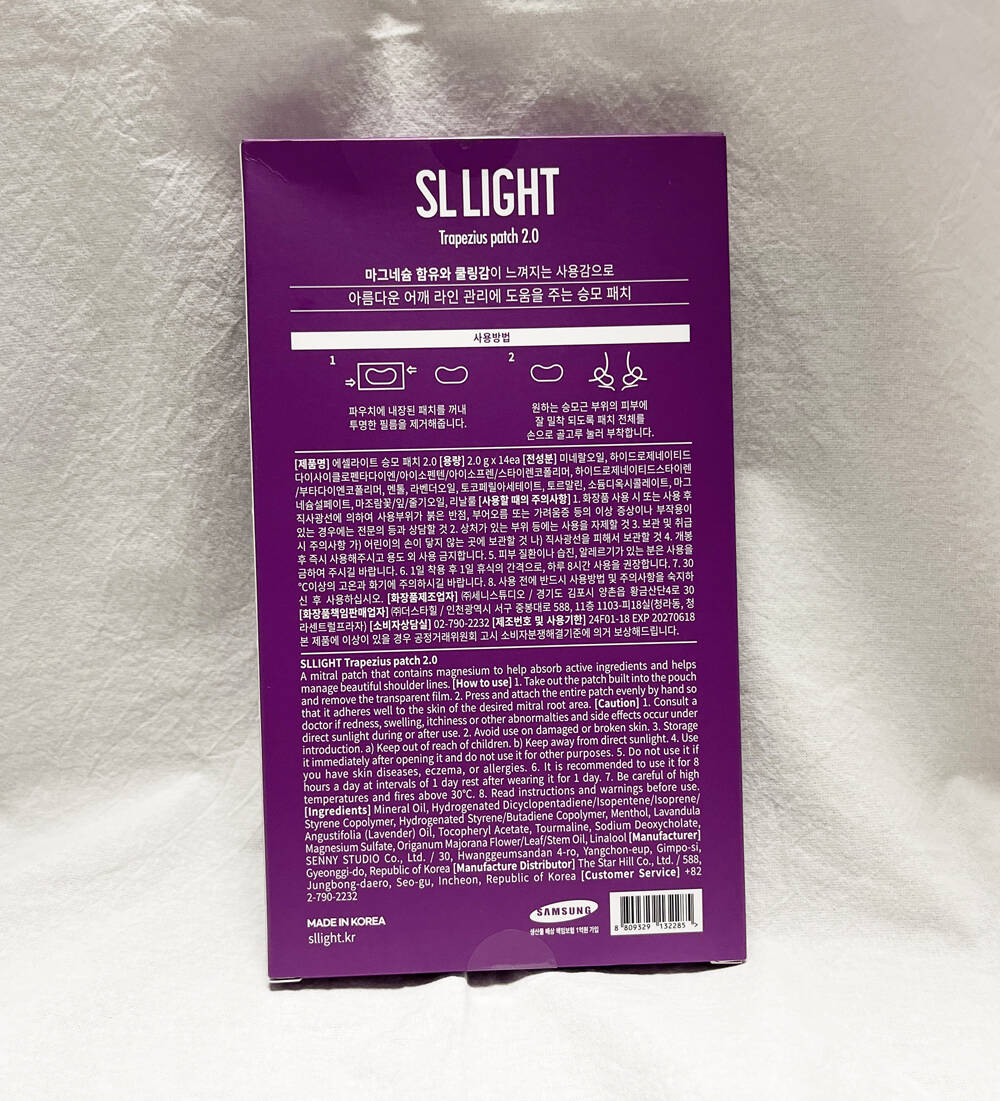 SLLIGHT
Trapezius patch 2.0
마그네슘 함유와 쿨링감이 느껴지는 사용감으로
아름다운 어깨 라인 관리에 도움을 주는 승모 패치
사용방법
1
파우치에 내장된 패치를 꺼내
투명한 필름을 제거해줍니다.
2
원하는 승모근 부위의 피부에
잘 밀착 되도록 패치 전체를
손으로 골고루 눌러 부착합니다.
[제품명] 에셀라이트 승모 패치 2.0 [용량] 2.0 g x 14ea [전성분] 미네랄오일, 하이드로제네이티드
다이사이클로펜타다이엔/아이소펜텐/아이소프렌/스타이렌코폴리머, 하이드로제네이티드스타이렌
/부타다이엔코폴리머, 멘톨, 라벤더오일, 토코페릴아세테이트, 토르말린, 소듐디옥시콜레이트, 마그
네슘설페이트, 마조람꽃/잎/줄기오일, 리날룰 [사용할 때의 주의사항] 1. 화장품 사용 시 또는 사용 후
직사광선에 의하여 사용부위가 붉은 반점, 부어오름 또는 가려움증 등의 이상 증상이나 부작용이
있는 경우에는 전문의 등과 상담할 것 2. 상처가 있는 부위 등에는 사용을 자제할 것 3. 보관 및 취급
시 주의사항 가) 어린이의 손이 닿지 않는 곳에 보관할 것 나) 직사광선을 피해서 보관할 것 4. 개봉
후 즉시 사용해주시고 용도 외 사용 금지합니다. 5. 피부 질환이나 습진, 알레르기가 있는 분은 사용을
금하여 주시길 바랍니다. 6. 1일 착용 후 1일 휴식의 간격으로, 하루 8시간 사용을 권장합니다. 7. 30
℃이상의 고온과 화기에 주의하시길 바랍니다. 8. 사용 전에 반드시 사용방법 및 주의사항을 숙지하
신 후 사용하십시오. [화장품제조업자] ㈜세니스튜디오 / 경기도 김포시 양촌읍 황금산단4로 30
[화장품책임판매업자] ㈜더스타힐 / 인천광역시 서구 중봉대로 588, 11층 1103-피18실(청라동, 청
라센트럴프라자) [소비자상담실] 02-790-2232 [제조번호 및 사용기한] 24F01-18 EXP 20270618
본 제품에 이상이 있을 경우 공정거래위원회 고시 소비자분쟁해결기준에 의거 보상해드립니다.
SLLIGHT Trapezius patch 2.0
A mitral patch that contains magnesium to help absorb active ingredients and helps
manage beautiful shoulder lines. [How to use] 1. Take out the patch built into the pouch
and remove the transparent film. 2. Press and attach the entire patch evenly by hand so
that it adheres well to the skin of the desired mitral root area. [Caution] 1. Consult a
doctor if redness, swelling, itchiness or other abnormalties and side effects occur under
direct sunlight during or after use. 2. Avoid use on damaged or broken skin. 3. Storage
introduction. a) Keep out of reach of children. b) Keep away from direct sunlight. 4. Use
it immediately after opening it and do not use it for other purposes. 5. Do not use it if
you have skin diseases, eczema, or allergies. 6. It is recommended to use it for 8
hours a day at intervals of 1 day rest after wearing it for 1 day. 7. Be careful of high
temperatures and fires above 30℃. 8. Read instructions and warnings before use.
[Ingredients] Mineral Oil, Hydrogenated Dicyclopentadiene/Isopentene/Isoprene/
Styrene Copolymer, Hydrogenated Styrene/Butadiene Copolymer, Menthol, Lavandula
Angustifolia (Lavender) Oil, Tocopheryl Acetate, Tourmaline, Sodium Deoxycholate,
Magnesium Sulfate, Origanum Majorana Flower/Leaf/Stem Oil, Linalool [Manufacturer]
SENNY STUDIO Co., Ltd. / 30, Hwanggeumsandan 4-ro, Yangchon-eup, Gimpo-si,
Gyeonggi-do, Republic of Korea [Manufacture Distributor] The Star Hill Co., Ltd. / 588,
Jungbong-daero, Seo-gu, Incheon, Republic of Korea [Customer Service] +82
2-790-2232
MADE IN KOREA
sllight.kr
SAMSUNG
생산물 배상 책임보험 1억원 가입
8 809329 132285 >